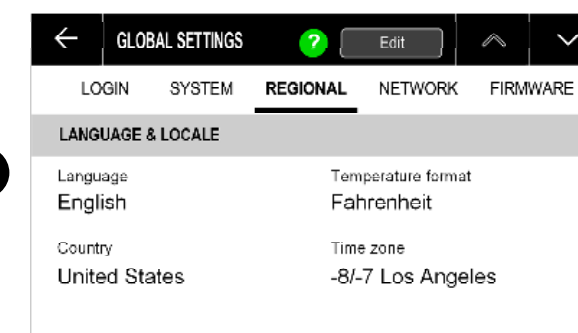 GLOBAL SETTINGS ? Edit
LOGIN SYSTEM REGIONAL NETWORK FIRMWARE
LANGUAGE & LOCALE
Language Temperature format
English Fahrenheit
Country Time zone
United States -8/-7 Los Angeles